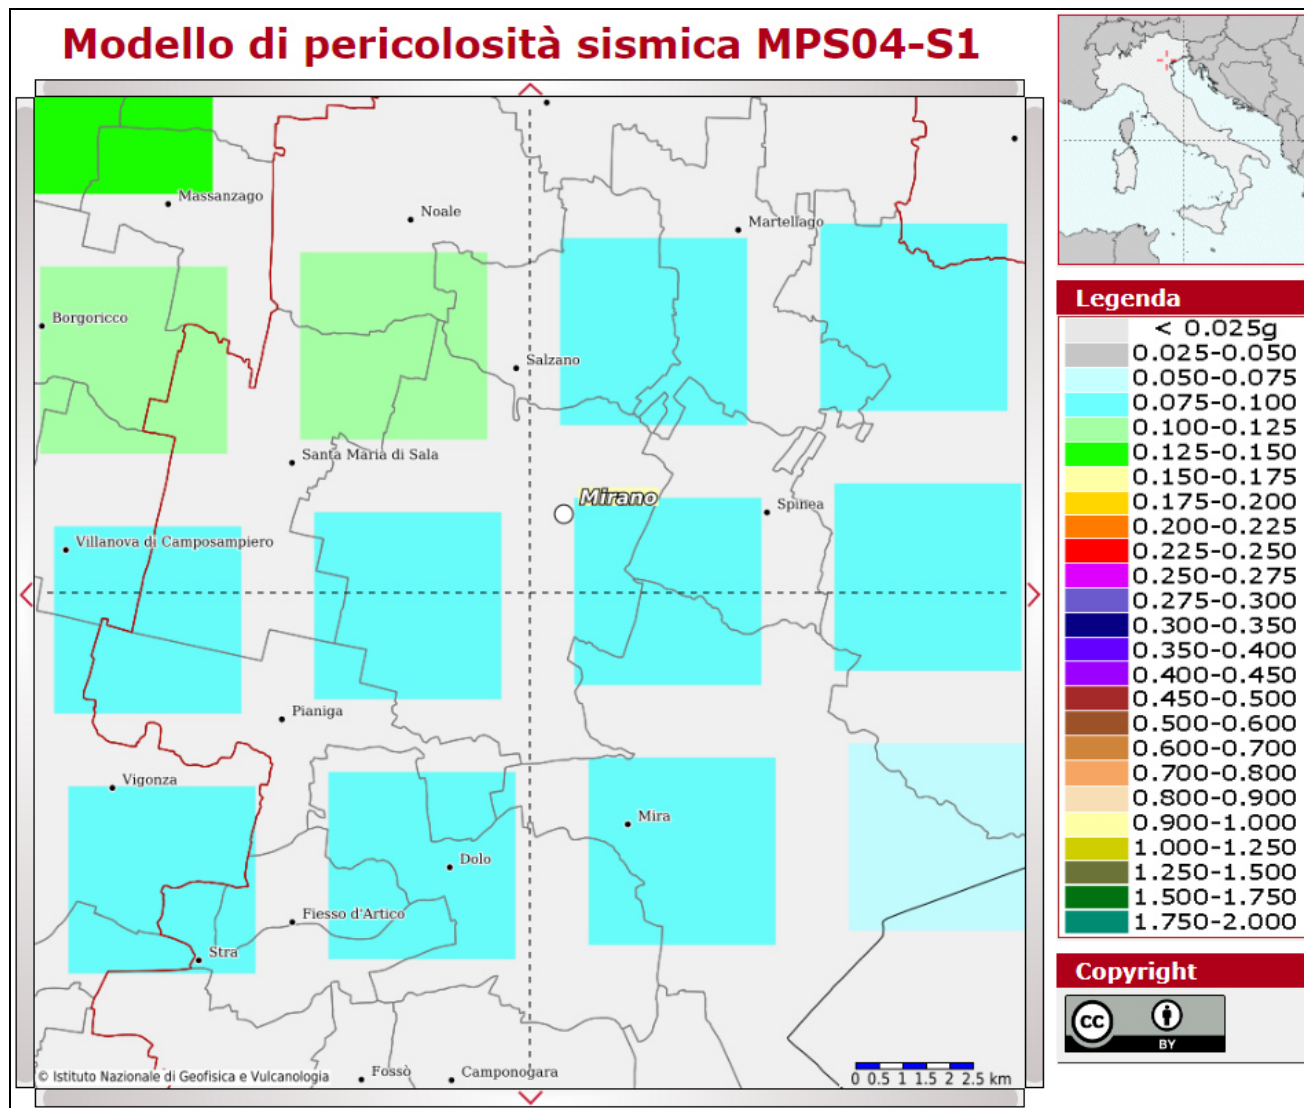 Modello di pericolosità sismica MPS04-S1
Massanzago
Noale
Martellago
Borgoricco
Salzano
Santa Maria di Sala
Mirano
Spinea
Villanova di Camposampiero
Pianiga
Vigonza
Mira
Dolo
Fiesso d'Artico
Stra
Fossò
Camponogara
© Istituto Nazionale di Geofisica e Vulcanologia
0 0.5 1 1.5 2 2.5 km
Legenda
< 0.025g
0.025-0.050
0.050-0.075
0.075-0.100
0.100-0.125
0.125-0.150
0.150-0.175
0.175-0.200
0.200-0.225
0.225-0.250
0.250-0.275
0.275-0.300
0.300-0.350
0.350-0.400
0.400-0.450
0.450-0.500
0.500-0.600
0.600-0.700
0.700-0.800
0.800-0.900
0.900-1.000
1.000-1.250
1.250-1.500
1.500-1.750
1.750-2.000
Copyright
cc
BY